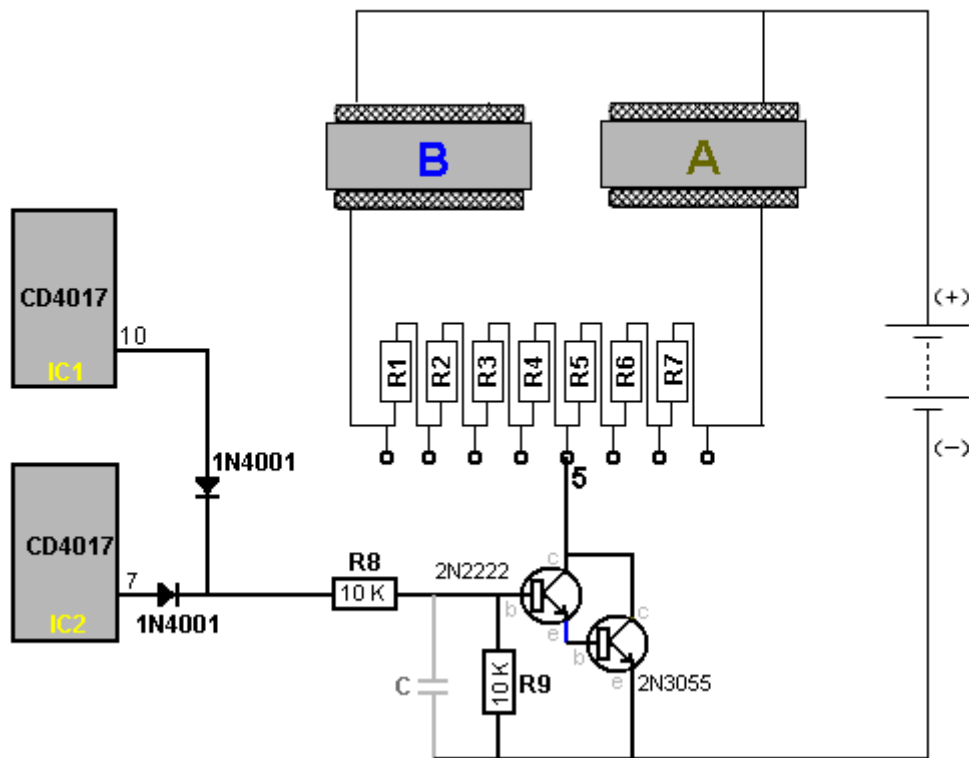 B
A
CD4017
10
IC1
(+)
R1
R2
R3
R4
R5
R6
R7
(-)
1N4001
5
CD4017
7
1N4001
IC2
R8
10 K
2N2222
c
b
e
c
b
e
2N3055
C
10 K
R9